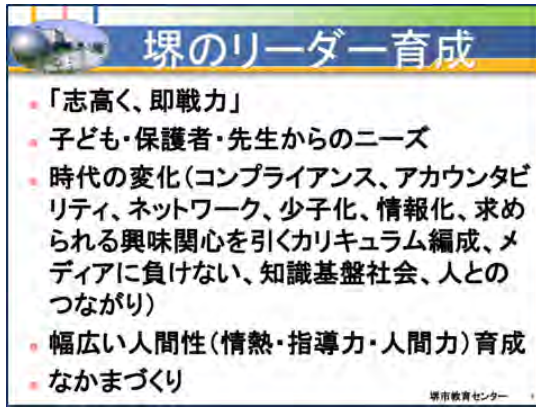 堺のリーダー育成
「志高く、即戦力」
子ども・保護者・先生からのニーズ
時代の変化（コンプライアンス、アカウンタビ
リティ、ネットワーク、少子化、情報化、求め
られる興味関心を引くカリキュラム編成、メ
ディアに負けない、知識基盤社会、人との
つながり）
幅広い人間性（情熱・指導力・人間力）育成
なかまづくり
堺市教育センター